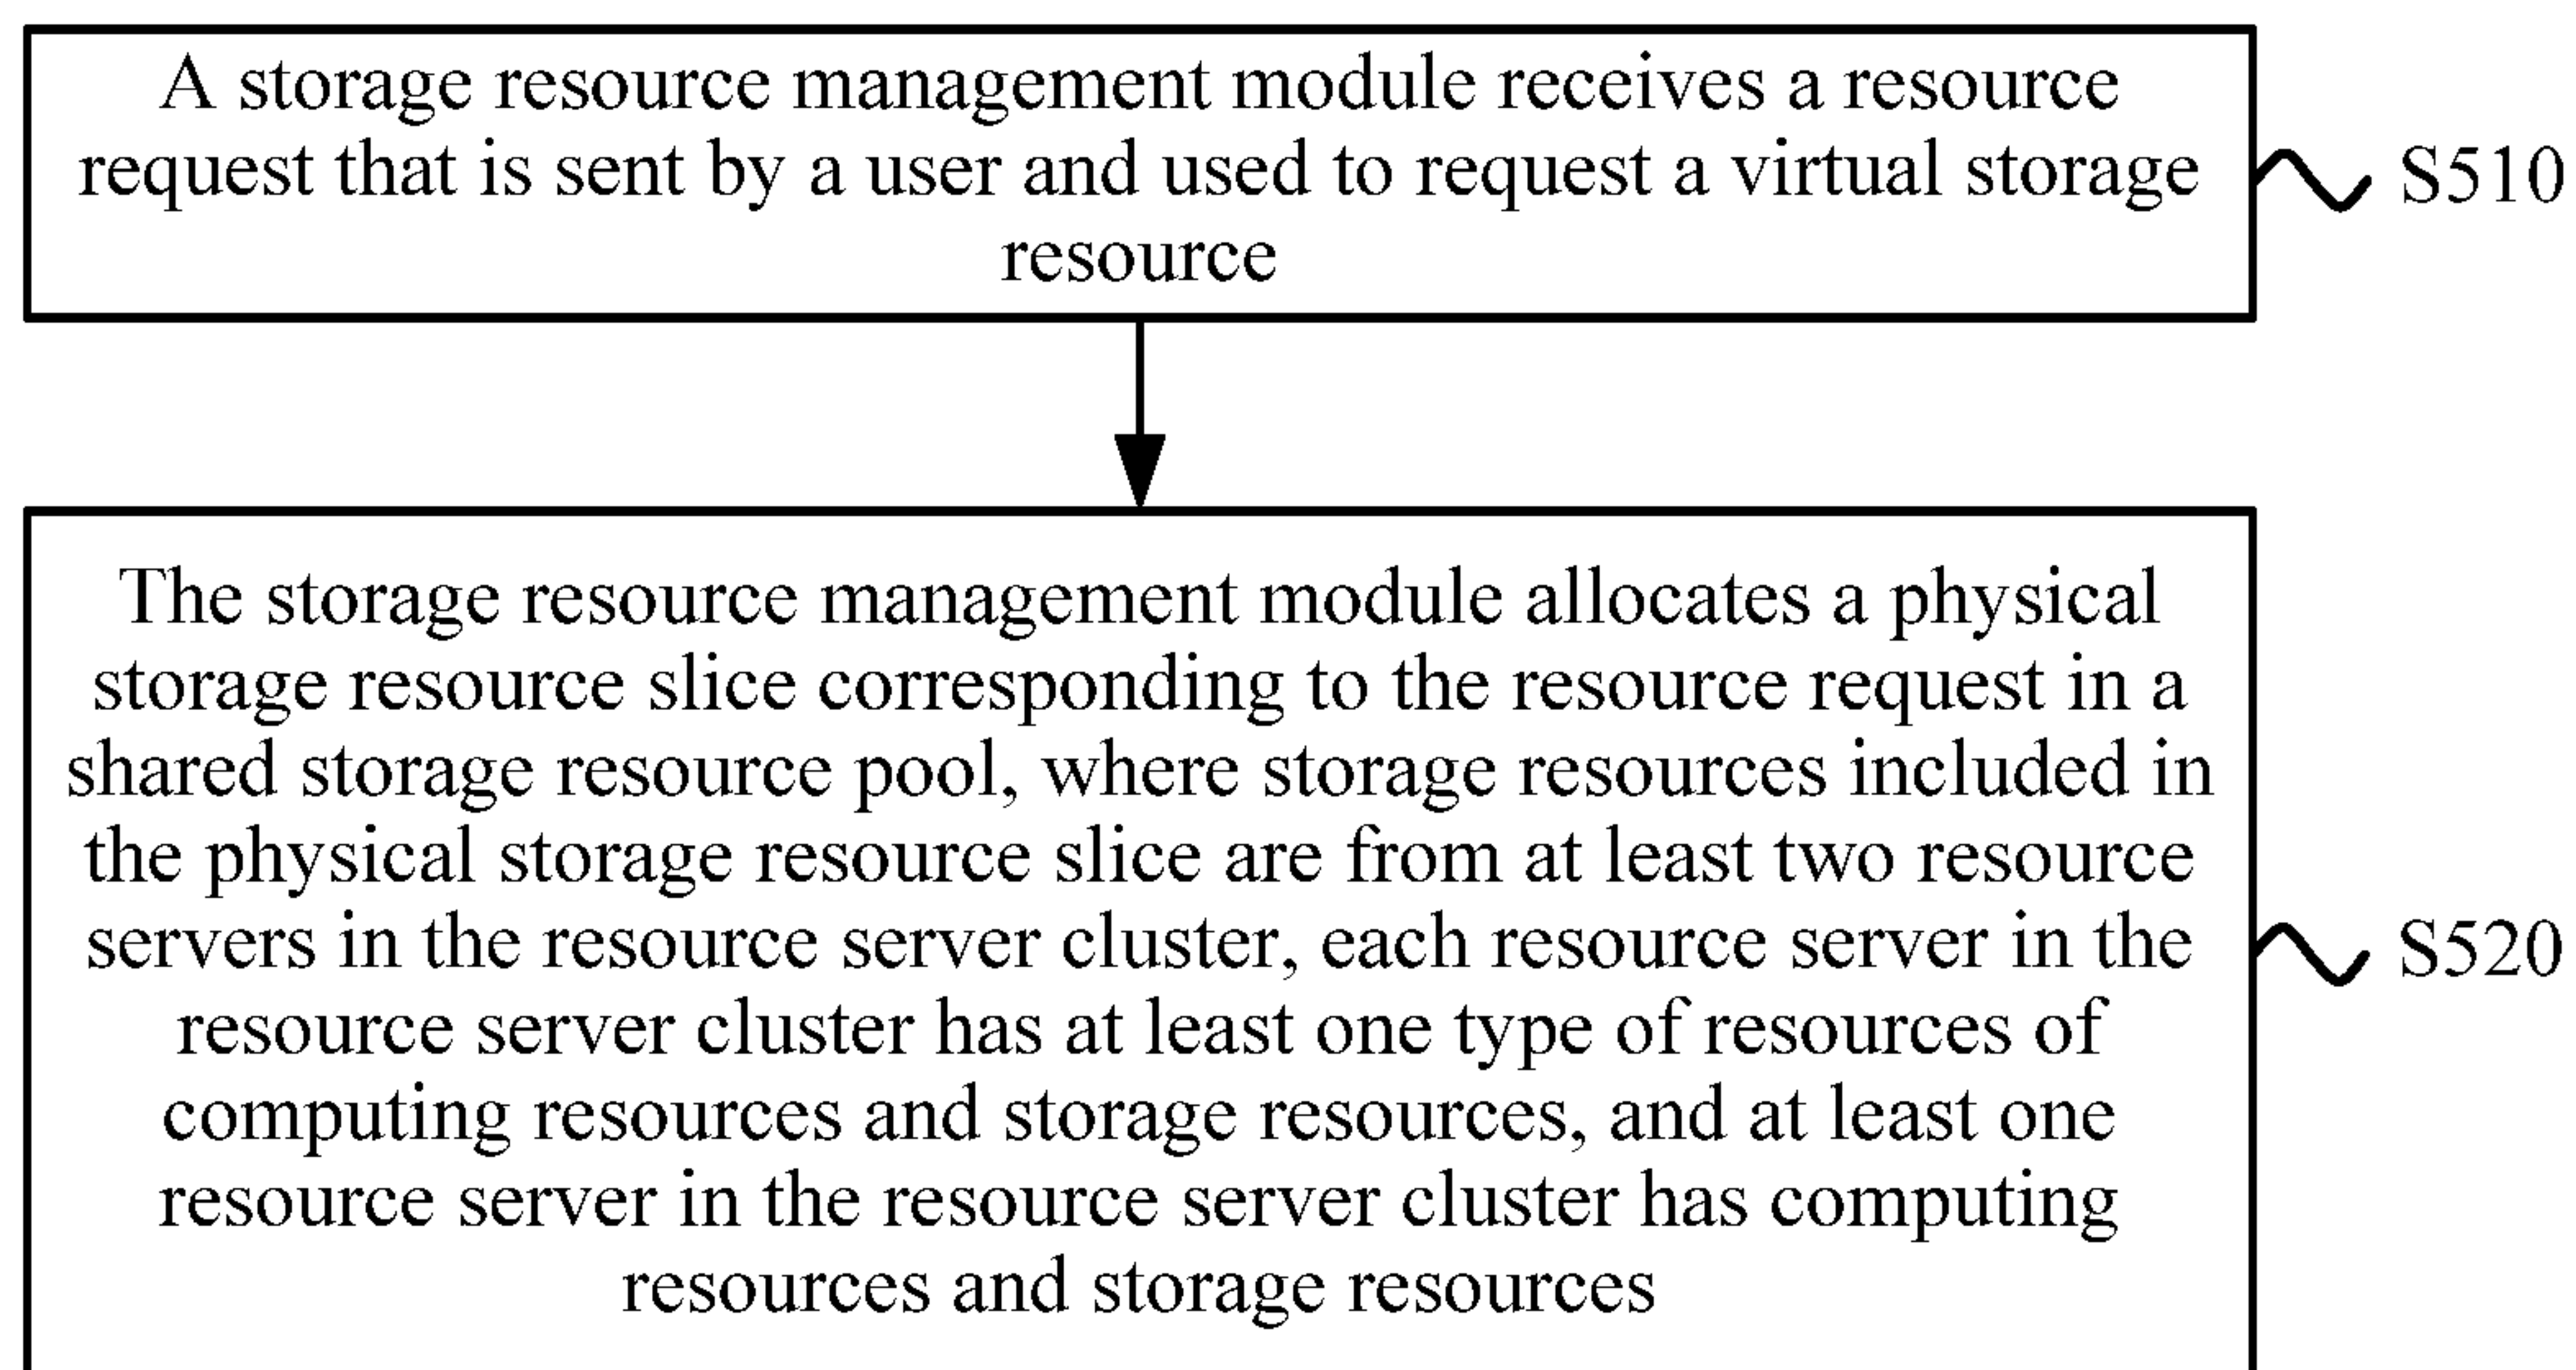 A storage resource management module receives a resource
request that is sent by a user and used to request a virtual storage
resource
S510
The storage resource management module allocates a physical
storage resource slice corresponding to the resource request in a
shared storage resource pool, where storage resources included in
the physical storage resource slice are from at least two resource
servers in the resource server cluster, each resource server in the
resource server cluster has at least one type of resources of
computing resources and storage resources, and at least one
resource server in the resource server cluster has computing
resources and storage resources
S520